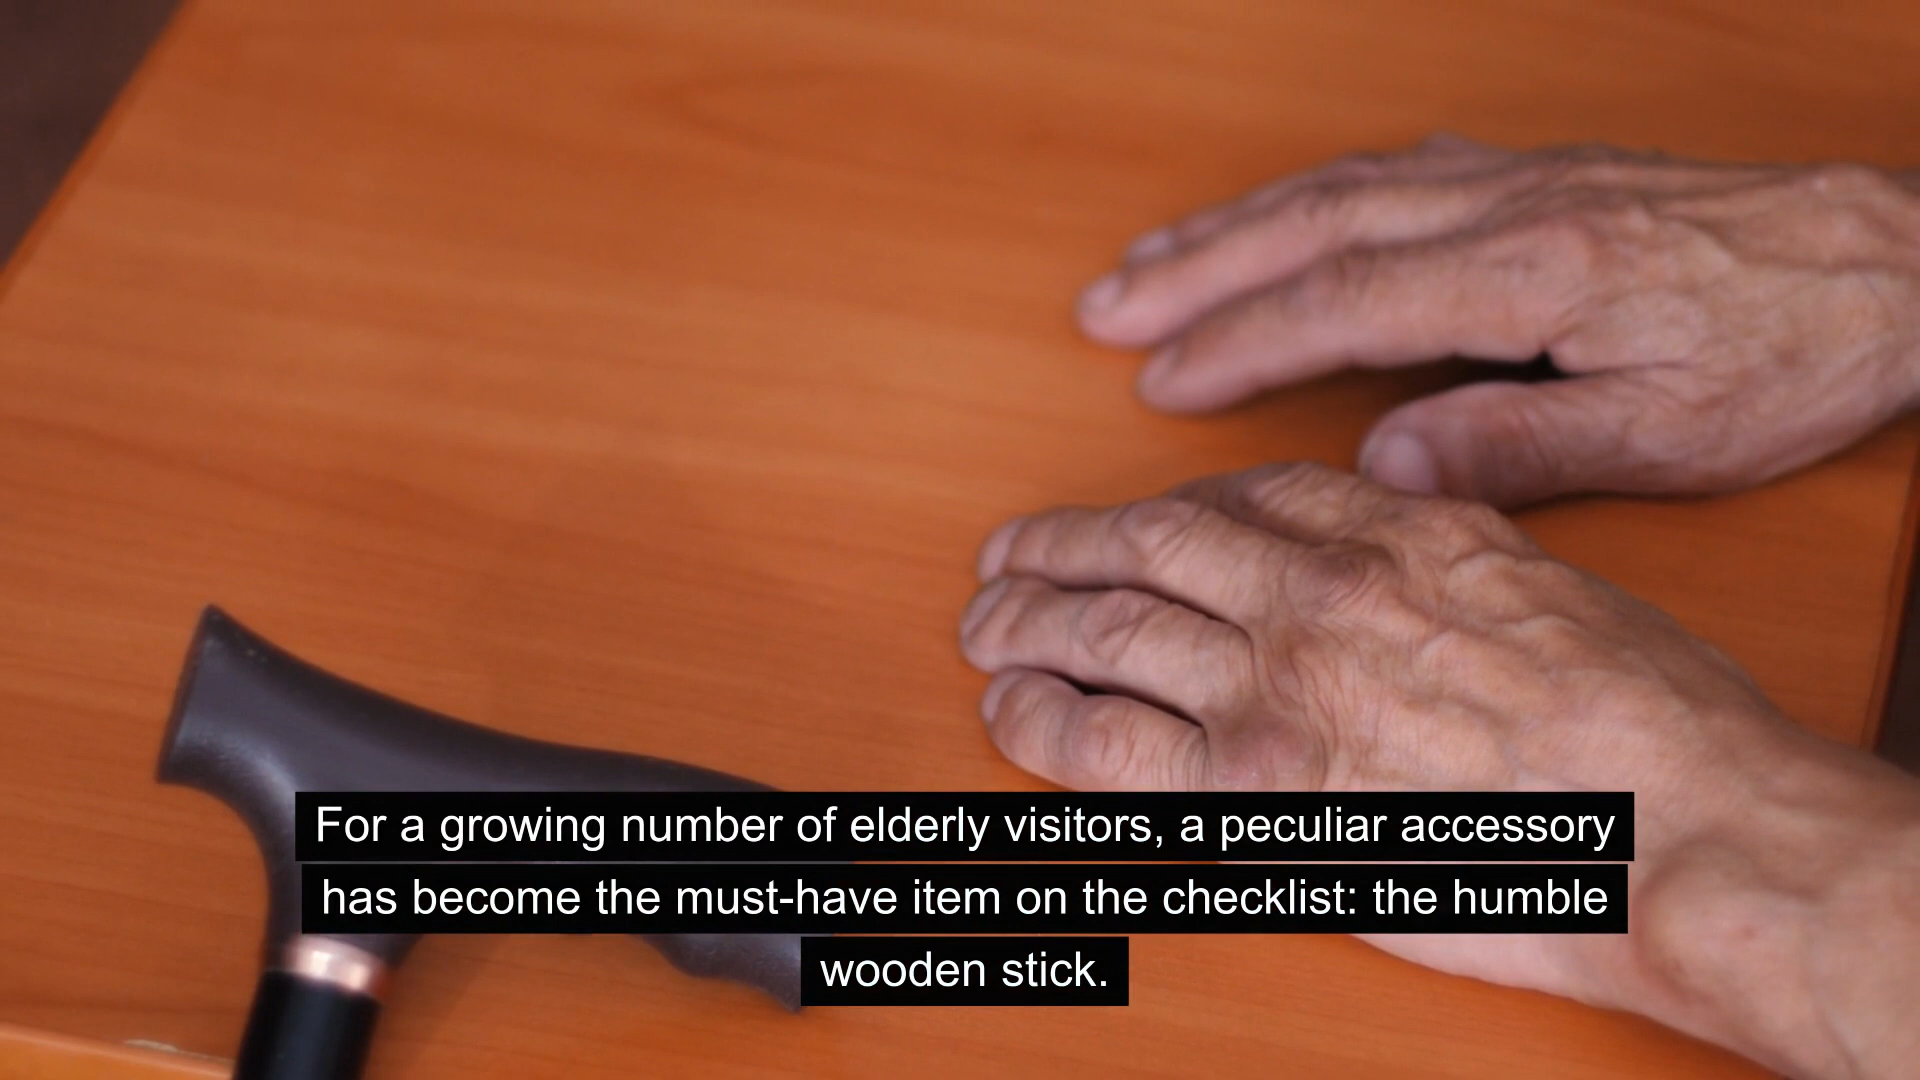 For a growing number of elderly visitors, a peculiar accessory
has become the must-have item on the checklist: the humble
wooden stick.